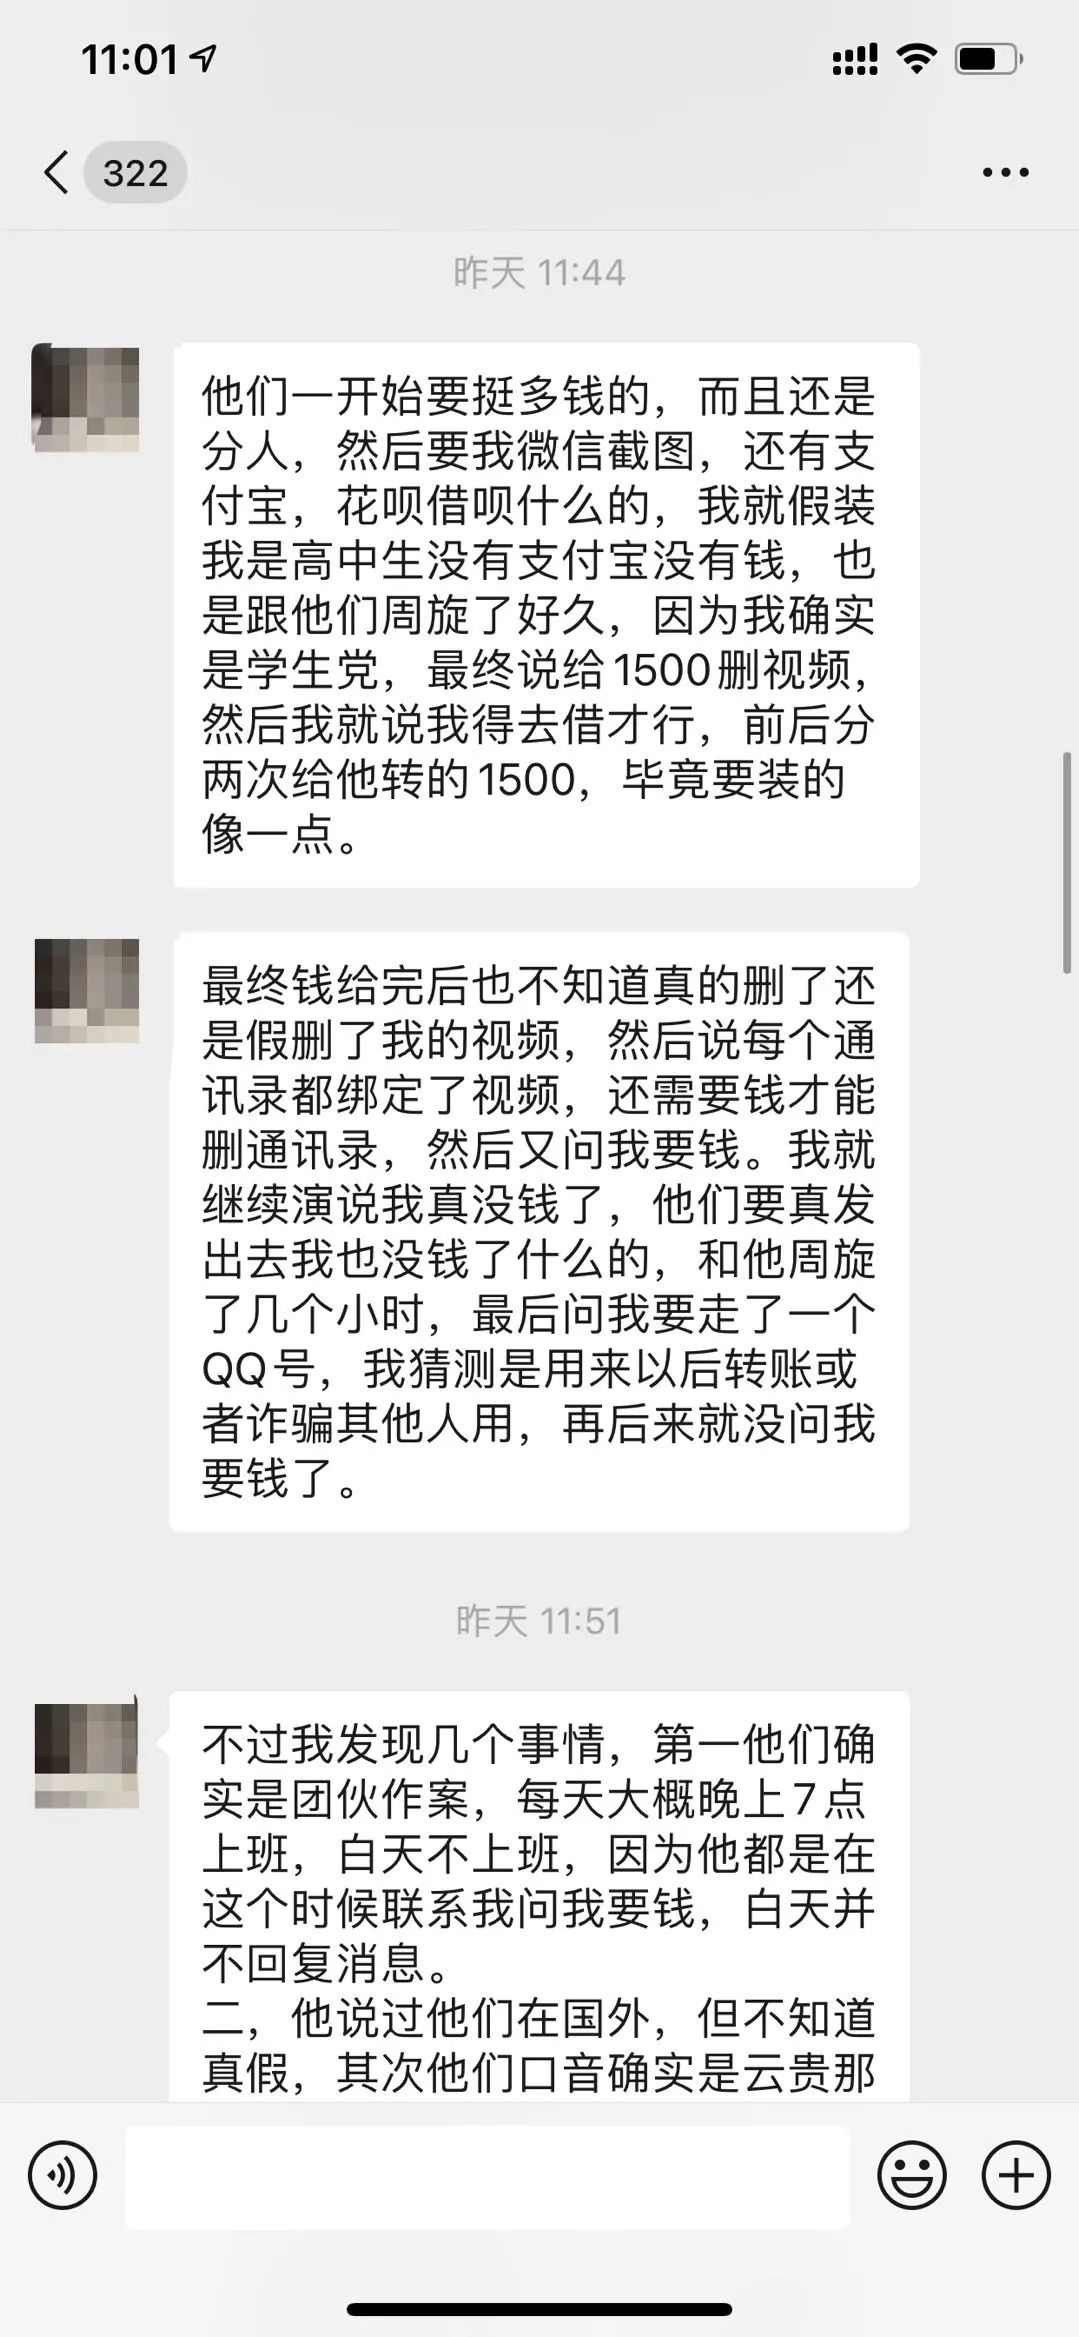 11:01
322
昨天 11:44
他们一开始要挺多钱的，而且还是
分人，然后要我微信截图，还有支
付宝，花呗借呗什么的，我就假装
我是高中生没有支付宝没有钱，也
是跟他们周旋了好久，因为我确实
是学生党，最终说给1500删视频，
然后我就说我得去借才行，前后分
两次给他转的1500，毕竟要装的
像一点。
最终钱给完后也不知道真的删了还
是假删了我的视频，然后说每个通
讯录都绑定了视频，还需要钱才能
删通讯录，然后又问我要钱。我就
继续演说我真没钱了，他们要真发
出去我也没钱了什么的，和他周旋
了几个小时，最后问我要走了一个
QQ号，我猜测是用来以后转账或
者诈骗其他人用，再后来就没问我
要钱了。
昨天 11:51
不过我发现几个事情，第一他们确
实是团伙作案，每天大概晚上7点
上班，白天不上班，因为他都是在
这个时候联系我问我要钱，白天并
不回复消息。
二，他说过他们在国外，但不知道
真假，其次他们口音确实是云贵那